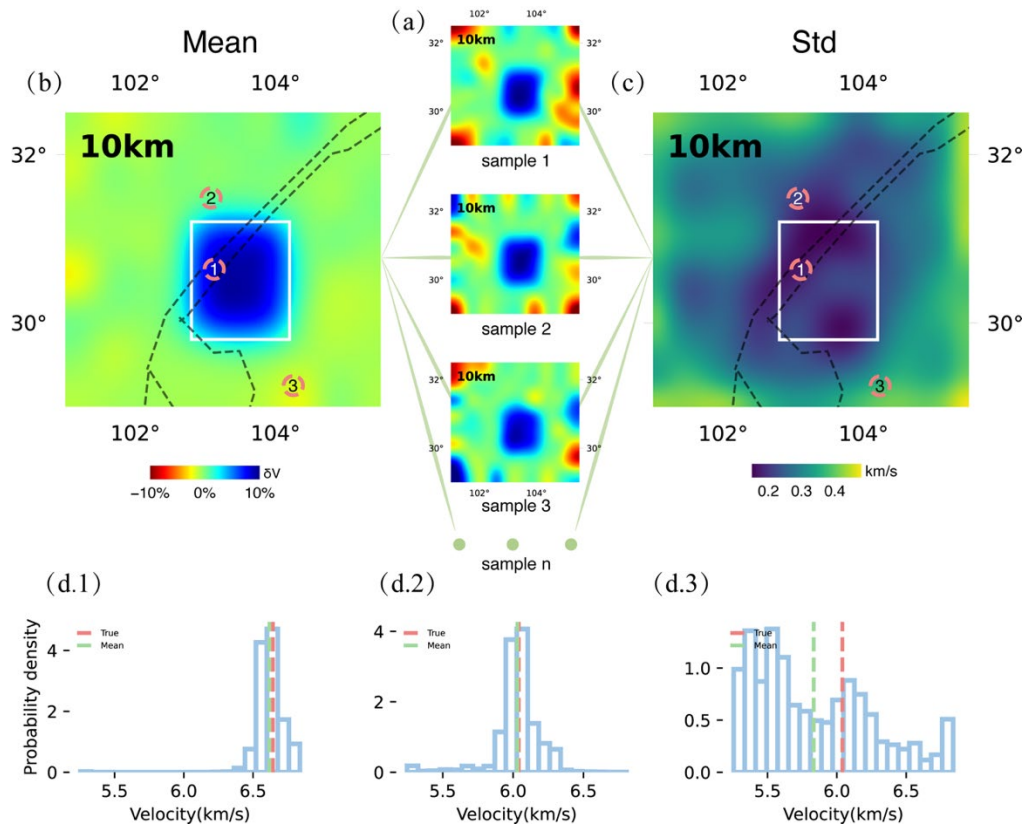 (a)
Mean
Std
(b)
(c)
102° 104°
32°
30°
10km
sample 1
32°
30°
102° 104°
102° 104°
10km
2
1
3
32°
30°
102° 104°
δV
−10% 0% 10%
32°
30°
10km
sample 2
32°
30°
32°
30°
10km
sample 3
32°
30°
102° 104°
sample n
102° 104°
10km
2
1
3
32°
30°
102° 104°
km/s
0.2 0.3 0.4
(d.1)
(d.2)
(d.3)
Probability density
4
2
0
True
Mean
5.5 6.0 6.5
Velocity(km/s)
4
2
0
True
Mean
5.5 6.0 6.5
Velocity(km/s)
1.0
0.5
0.0
True
Mean
5.5 6.0 6.5
Velocity(km/s)